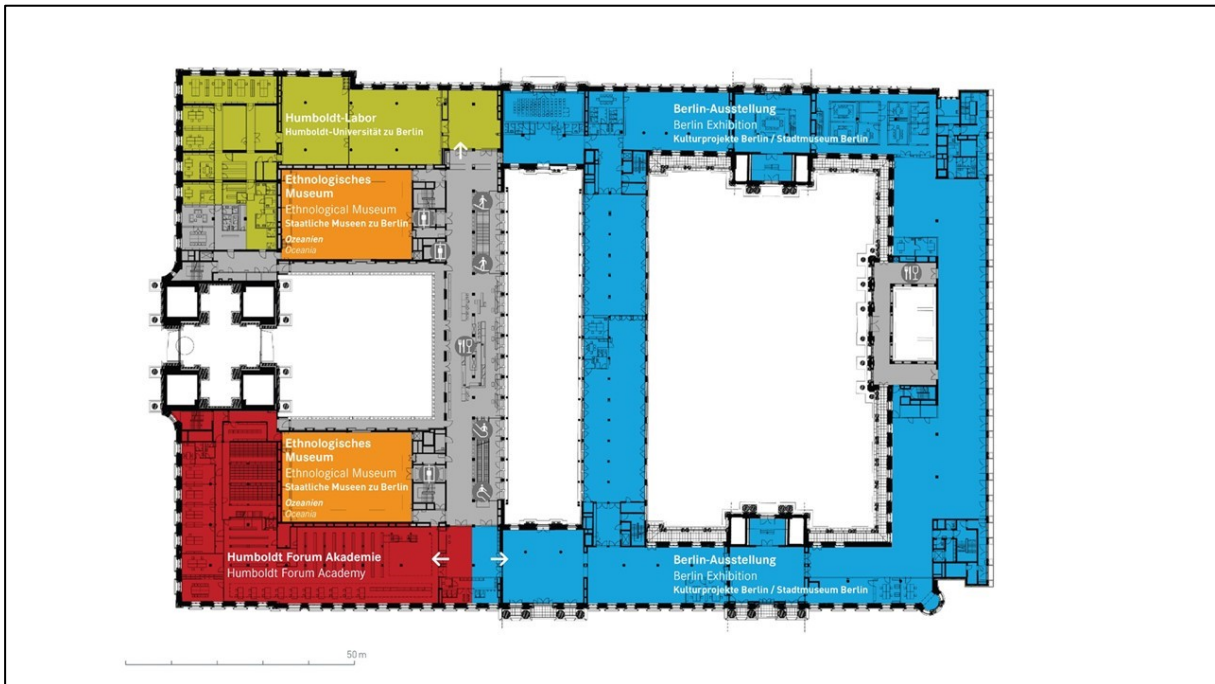 Humboldt-Labor
Humboldt-Universität zu Berlin
Berlin-Ausstellung
Berlin Exhibition
Kulturprojekte Berlin / Stadtmuseum Berlin
Ethnologisches
Museum
Ethnological Museum
Staatliche Museen zu Berlin
Ozeanien
Oceania
Ethnologisches
Museum
Ethnological Museum
Staatliche Museen zu Berlin
Ozeanien
Oceania
Humboldt Forum Akademie
Humboldt Forum Academy
Berlin-Ausstellung
Berlin Exhibition
Kulturprojekte Berlin / Stadtmuseum Berlin
50 m